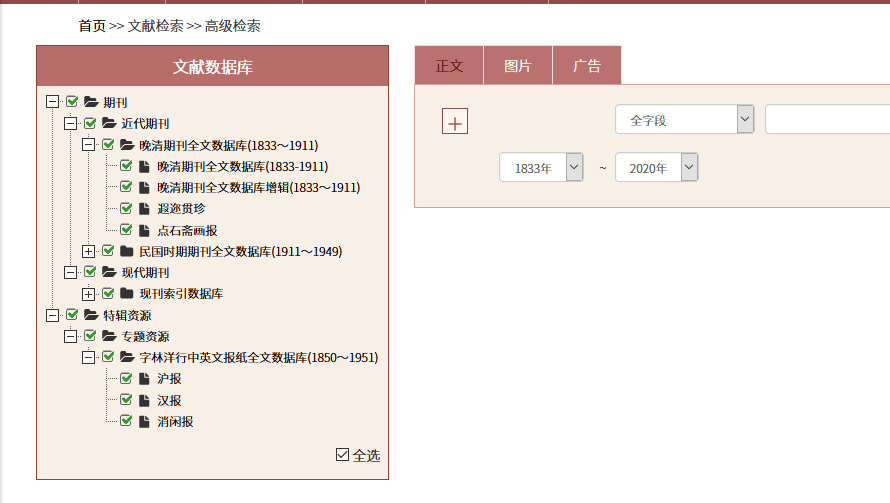 首页 >> 文献检索 >> 高级检索
文献数据库
期刊
近代期刊
晚清期刊全文数据库(1833～1911)
晚清期刊全文数据库(1833-1911)
晚清期刊全文数据库增辑(1833～1911)
遐迩贯珍
点石斋画报
民国时期期刊全文数据库(1911～1949)
现代期刊
现刊索引数据库
特辑资源
专题资源
字林洋行中英文报纸全文数据库(1850～1951)
沪报
汉报
消闲报
全选
正文 图片 广告
全字段
1833年 ~ 2020年